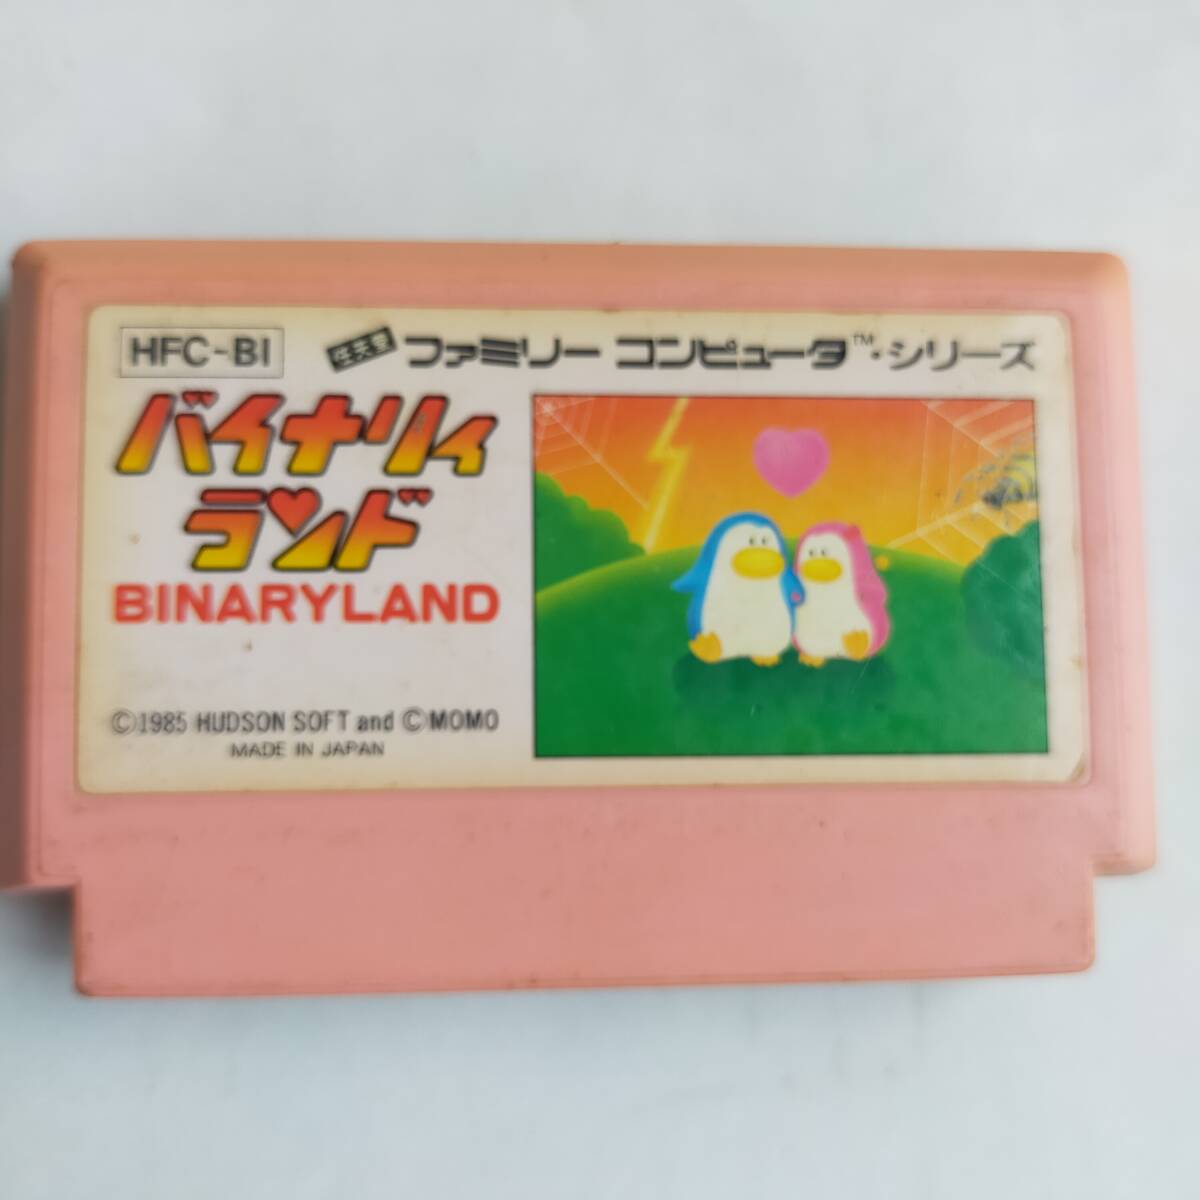 HFC-BI
任天堂 ファミリー コンピュータ™・シリーズ
バイナリィ
ランド
BINARYLAND
©1985 HUDSON SOFT and ©MOMO
MADE IN JAPAN